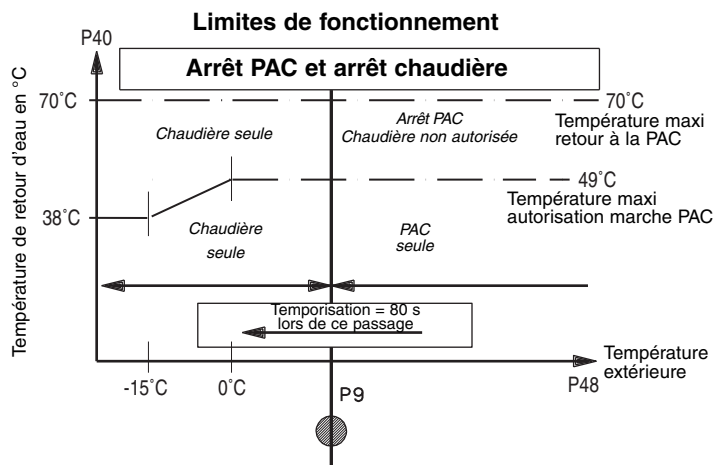 Limites de fonctionnement
P40
Arrêt PAC et arrêt chaudière
70°C
70°C
Chaudière seule
Arrêt PAC
Chaudière non autorisée
Température maxi
retour à la PAC
49°C
Température maxi
autorisation marche PAC
38°C
Chaudière
seule
PAC
seule
Température de retour d'eau en °C
Temporisation = 80 s
lors de ce passage
Température
extérieure
-15°C
0°C
P9
P48